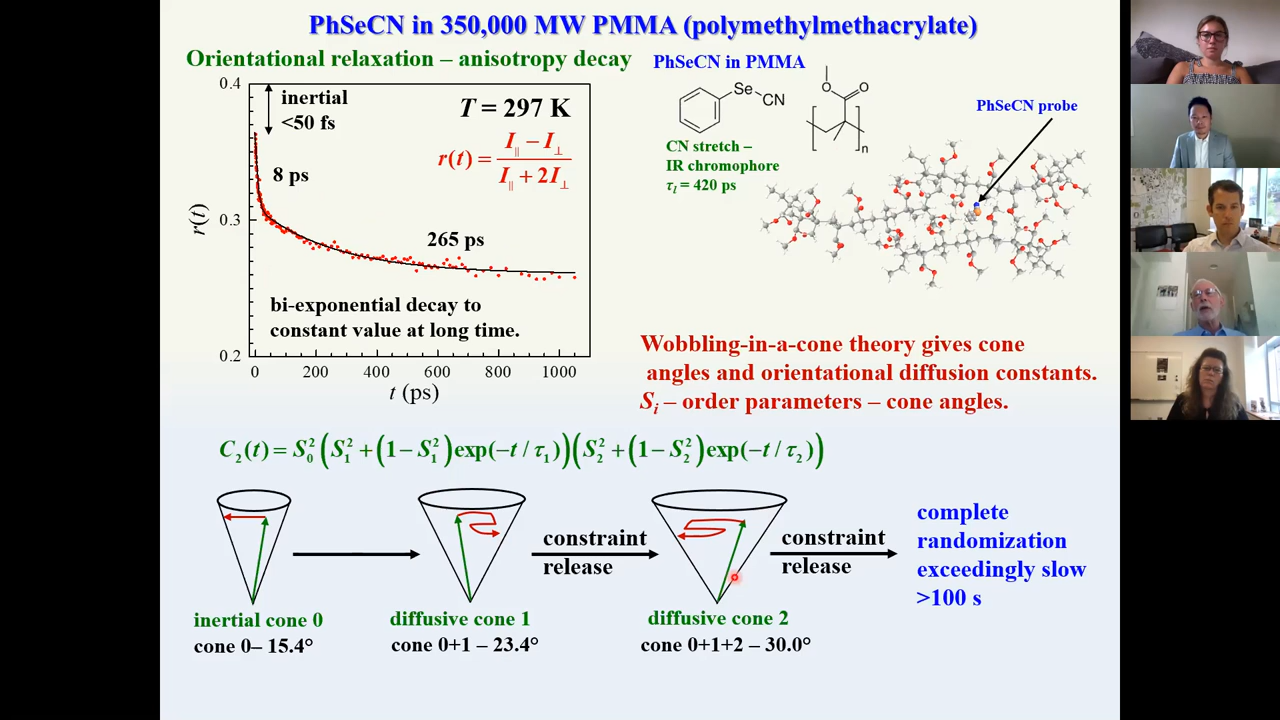 PhSeCN in 350,000 MW PMMA (polymethylmethacrylate)
Orientational relaxation – anisotropy decay
PhSeCN in PMMA
0.4
0.3
0.2
r(t)
inertial
<50 fs
T = 297 K
r(t) = (I∥ − I⊥) / (I∥ + 2I⊥)
8 ps
265 ps
bi-exponential decay to
constant value at long time.
0 200 400 600 800 1000
t (ps)
Se
CN
O
O
n
CN stretch –
IR chromophore
τl = 420 ps
PhSeCN probe
Wobbling-in-a-cone theory gives cone
angles and orientational diffusion constants.
Si – order parameters – cone angles.
C₂(t) = S₀²(S₁² + (1−S₁²)exp(−t / τ₁))(S₂² + (1−S₂²)exp(−t / τ₂))
constraint
release
constraint
release
complete
randomization
exceedingly slow
>100 s
inertial cone 0
cone 0– 15.4°
diffusive cone 1
cone 0+1 – 23.4°
diffusive cone 2
cone 0+1+2 – 30.0°